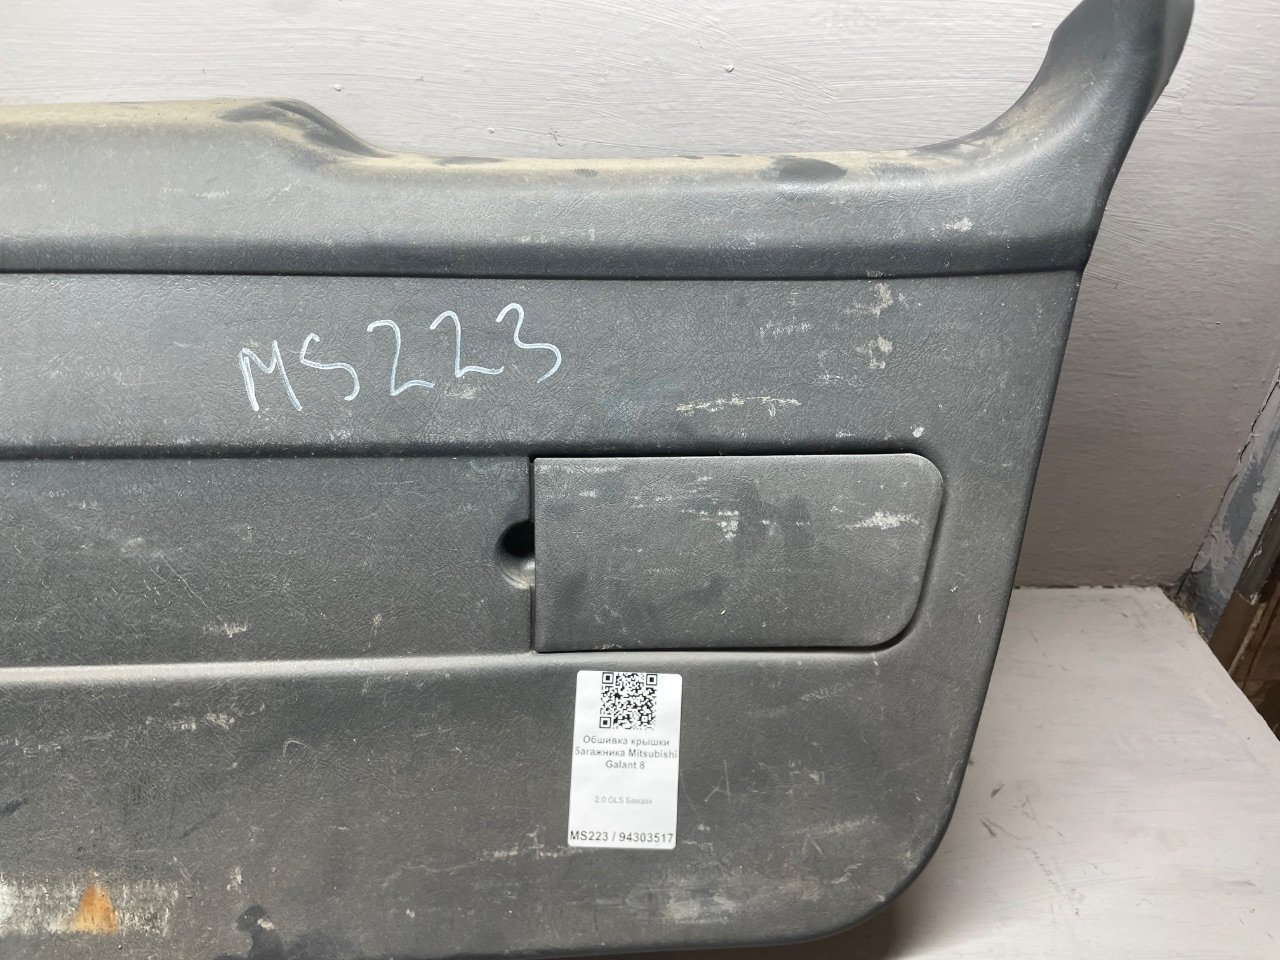 MS223
Обшивка крышки
багажника Mitsubishi
Galant 8
2.0 GLS Бензин
MS223 / 94303517